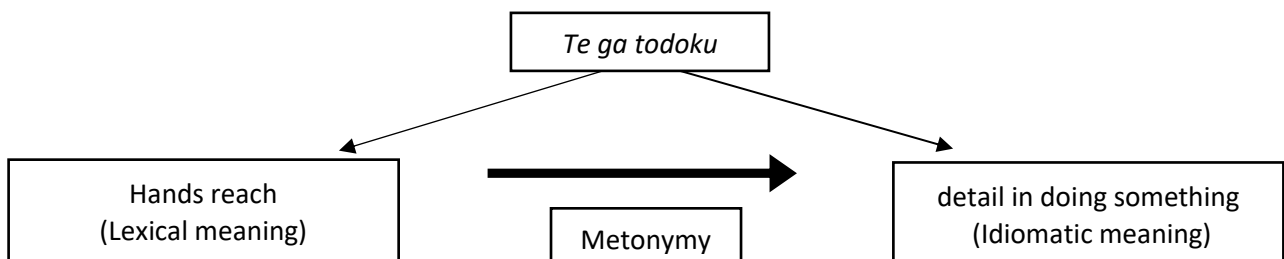 Te ga todoku
Hands reach
(Lexical meaning)
detail in doing something
(Idiomatic meaning)
Metonymy